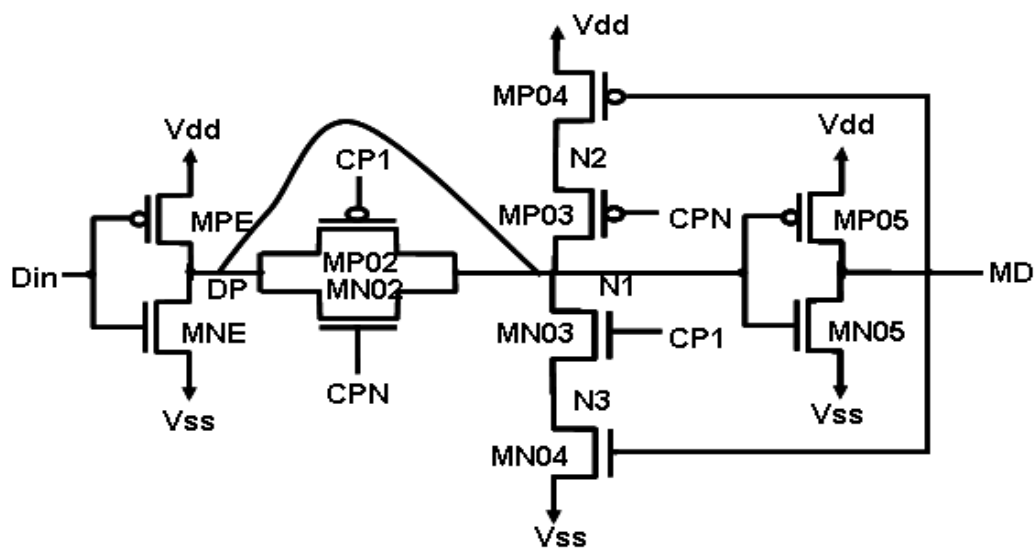 Vdd
MP04
Vdd
CP1
N2
Vdd
MPE
MP03
CPN
MP05
Din
DP
MP02
MN02
N1
MD
MNE
MN03
CP1
MN05
CPN
Vss
N3
Vss
MN04
Vss